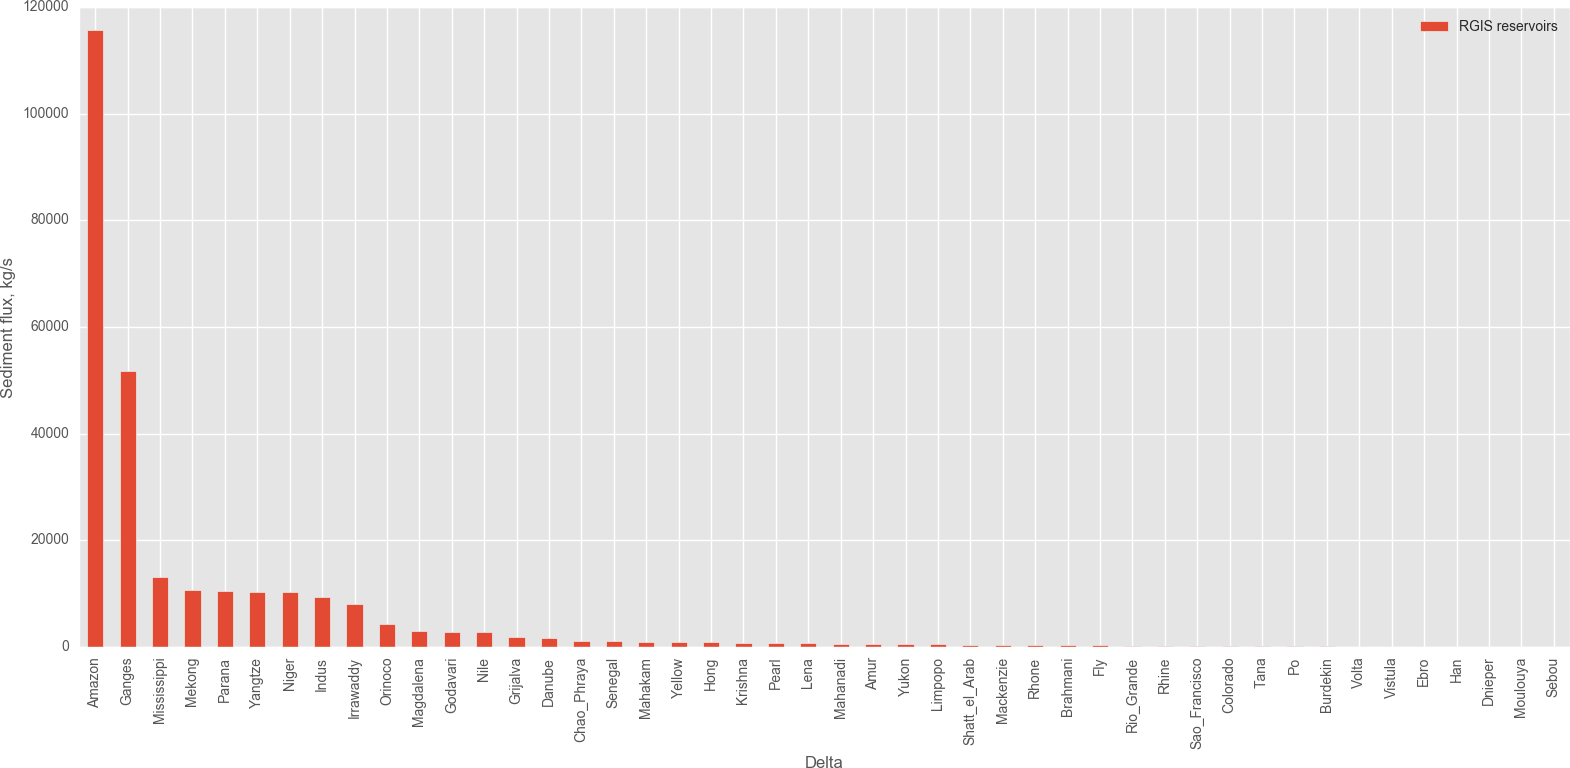 120000
100000
80000
60000
40000
20000
0
Sediment flux, kg/s
RGIS reservoirs
Amazon
Ganges
Mississippi
Mekong
Parana
Yangtze
Niger
Indus
Irrawaddy
Orinoco
Magdalena
Godavari
Nile
Grijalva
Danube
Chao_Phraya
Senegal
Mahakam
Yellow
Hong
Krishna
Pearl
Lena
Mahanadi
Amur
Yukon
Limpopo
Shatt_el_Arab
Mackenzie
Rhone
Brahmani
Fly
Rio_Grande
Rhine
Sao_Francisco
Colorado
Tana
Po
Burdekin
Volta
Vistula
Ebro
Han
Dnieper
Moulouya
Sebou
Delta